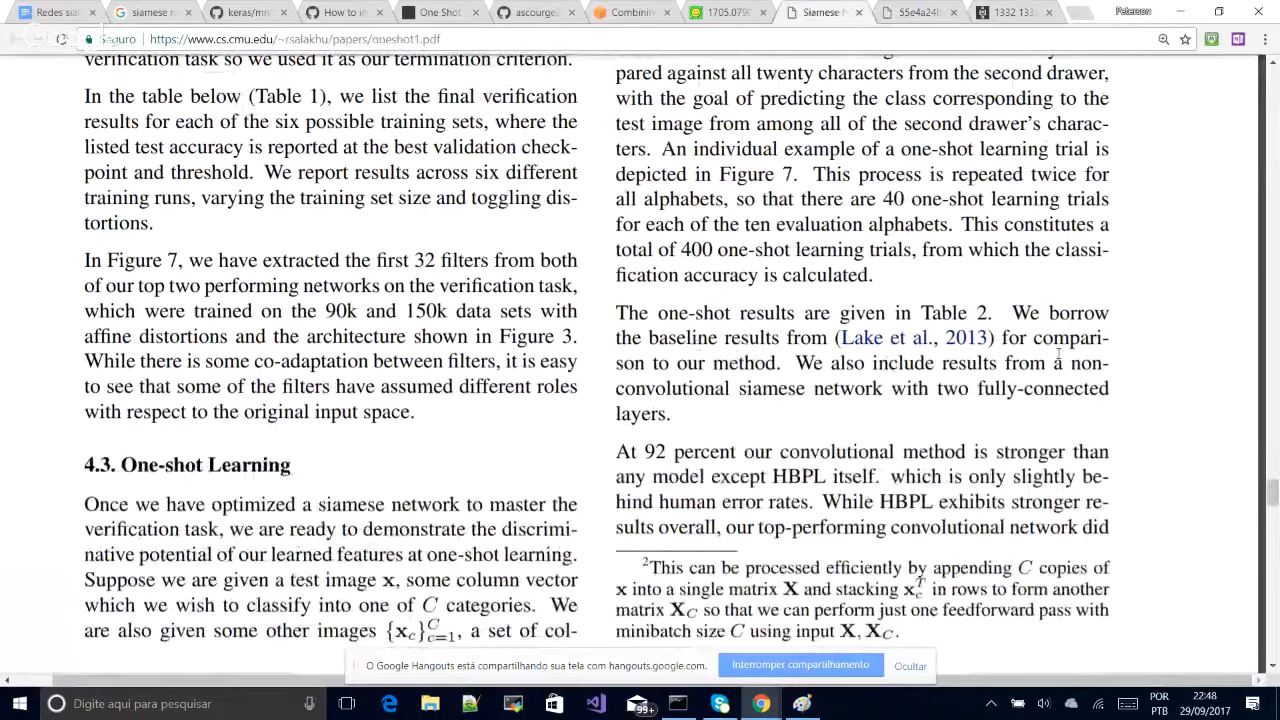 Redes siam
siamese n
keras/mn
How to in
One Shot
ascourgez
Combinin
1705.0790
Siamese N
55e4a24f
1332 133
Peterson
Seguro
https://www.cs.cmu.edu/~rsalakhu/papers/oneshot1.pdf
verification task so we used it as our termination criterion.
In the table below (Table 1), we list the final verification
results for each of the six possible training sets, where the
listed test accuracy is reported at the best validation check-
point and threshold. We report results across six different
training runs, varying the training set size and toggling dis-
tortions.
In Figure 7, we have extracted the first 32 filters from both
of our top two performing networks on the verification task,
which were trained on the 90k and 150k data sets with
affine distortions and the architecture shown in Figure 3.
While there is some co-adaptation between filters, it is easy
to see that some of the filters have assumed different roles
with respect to the original input space.
4.3. One-shot Learning
Once we have optimized a siamese network to master the
verification task, we are ready to demonstrate the discrimi-
native potential of our learned features at one-shot learning.
Suppose we are given a test image x, some column vector
which we wish to classify into one of C categories. We
are also given some other images {x_c}_{c=1}^C, a set of col-
pared against all twenty characters from the second drawer,
with the goal of predicting the class corresponding to the
test image from among all of the second drawer's charac-
ters. An individual example of a one-shot learning trial is
depicted in Figure 7. This process is repeated twice for
all alphabets, so that there are 40 one-shot learning trials
for each of the ten evaluation alphabets. This constitutes a
total of 400 one-shot learning trials, from which the classi-
fication accuracy is calculated.
The one-shot results are given in Table 2. We borrow
the baseline results from (Lake et al., 2013) for compari-
son to our method. We also include results from a non-
convolutional siamese network with two fully-connected
layers.
At 92 percent our convolutional method is stronger than
any model except HBPL itself. which is only slightly be-
hind human error rates. While HBPL exhibits stronger re-
sults overall, our top-performing convolutional network did
2This can be processed efficiently by appending C copies of
x into a single matrix X and stacking x_c^T in rows to form another
matrix X_C so that we can perform just one feedforward pass with
minibatch size C using input X, X_C.
O Google Hangouts está compartilhando sua tela com hangouts.google.com.
Interromper compartilhamento
Ocultar
Digite aqui para pesquisar
99+
POR
PTB
22:48
29/09/2017